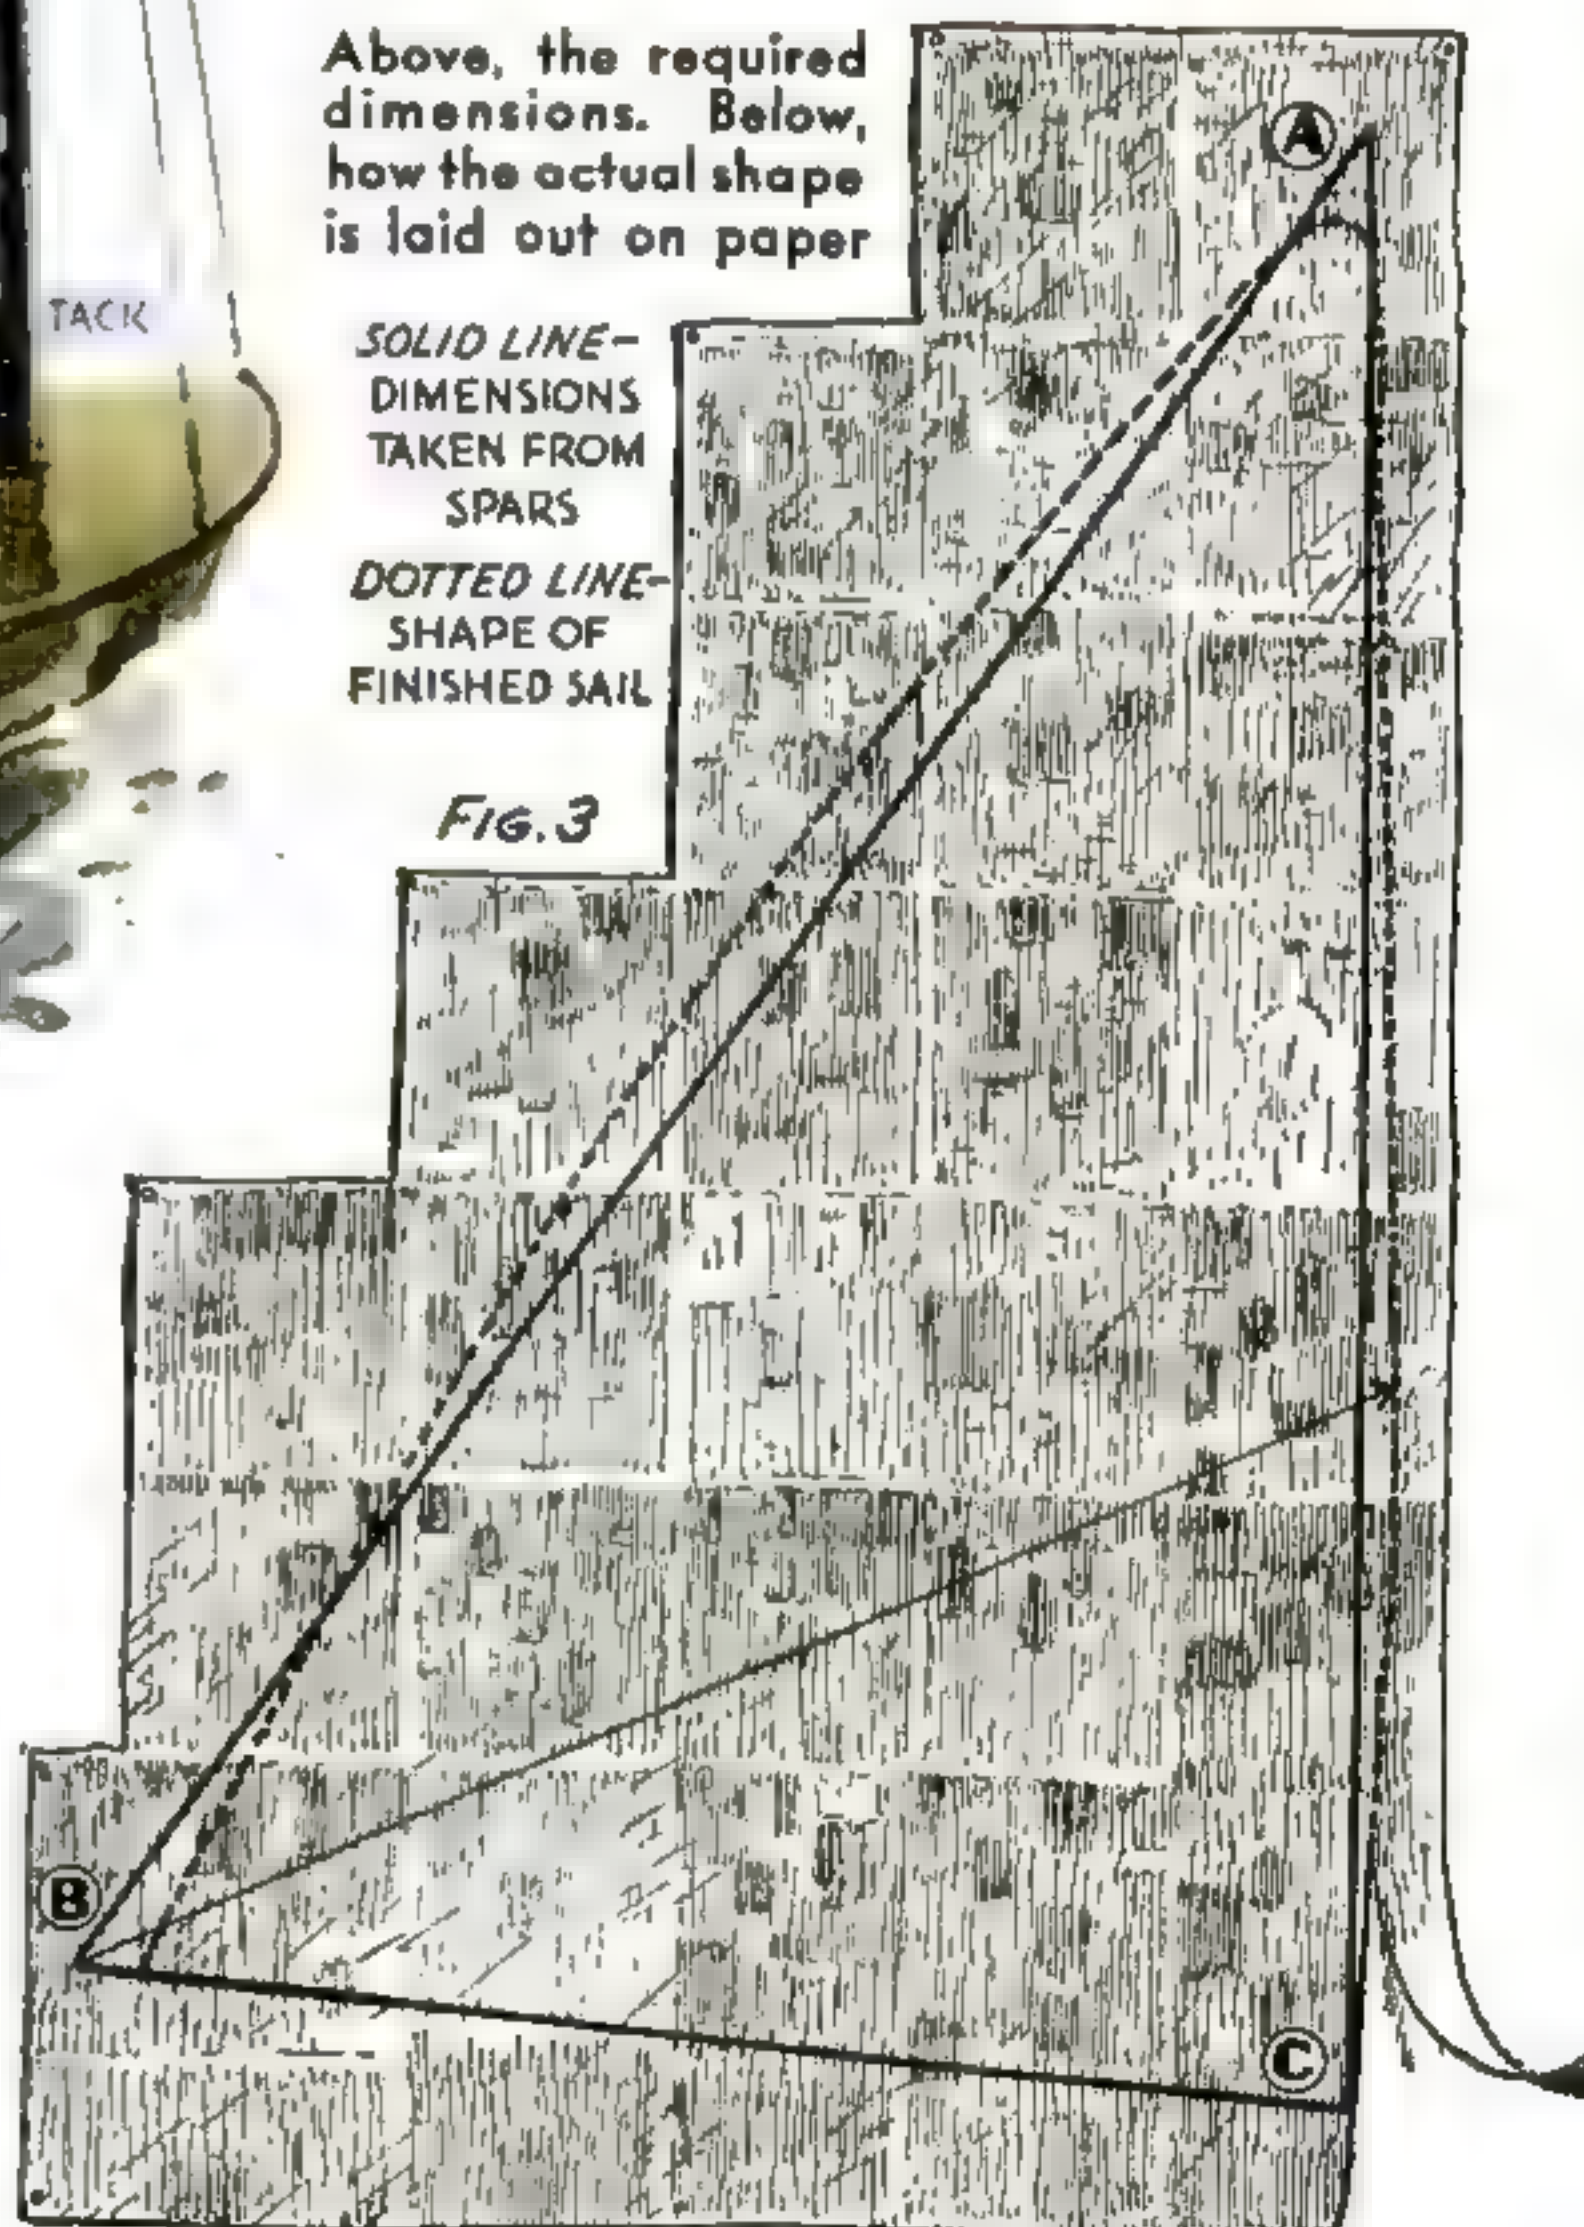 Above, the required
dimensions. Below,
how the actual shape
is laid out on paper
TACK
SOLID LINE-
DIMENSIONS
TAKEN FROM
SPARS
DOTTED LINE-
SHAPE OF
FINISHED SAIL
FIG. 3
A
B
C